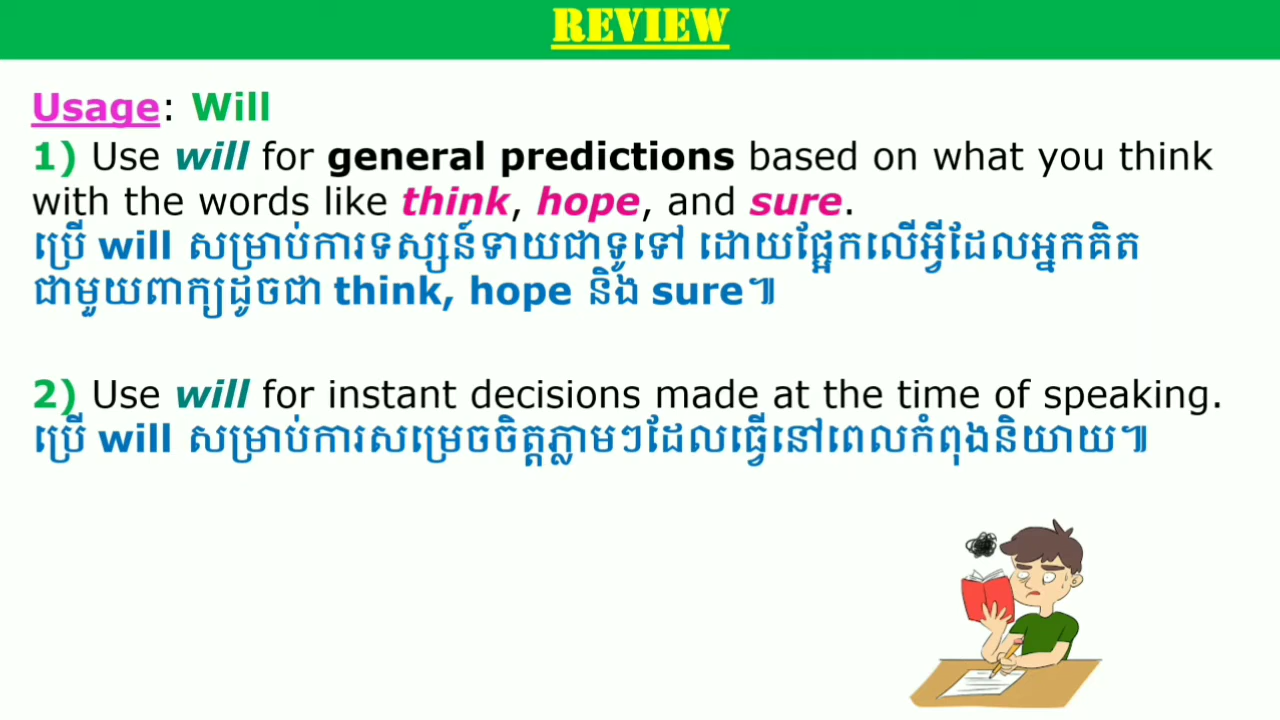 REVIEW
Usage: Will
1) Use will for general predictions based on what you think
with the words like think, hope, and sure.
ប្រើ will សម្រាប់ការទស្សន៍ទាយជាទូទៅ ដោយផ្អែកលើអ្វីដែលអ្នកគិត
ជាមួយពាក្យដូចជា think, hope និង sure៕
2) Use will for instant decisions made at the time of speaking.
ប្រើ will សម្រាប់ការសម្រេចចិត្តភ្លាមៗដែលធ្វើនៅពេលកំពុងនិយាយ៕